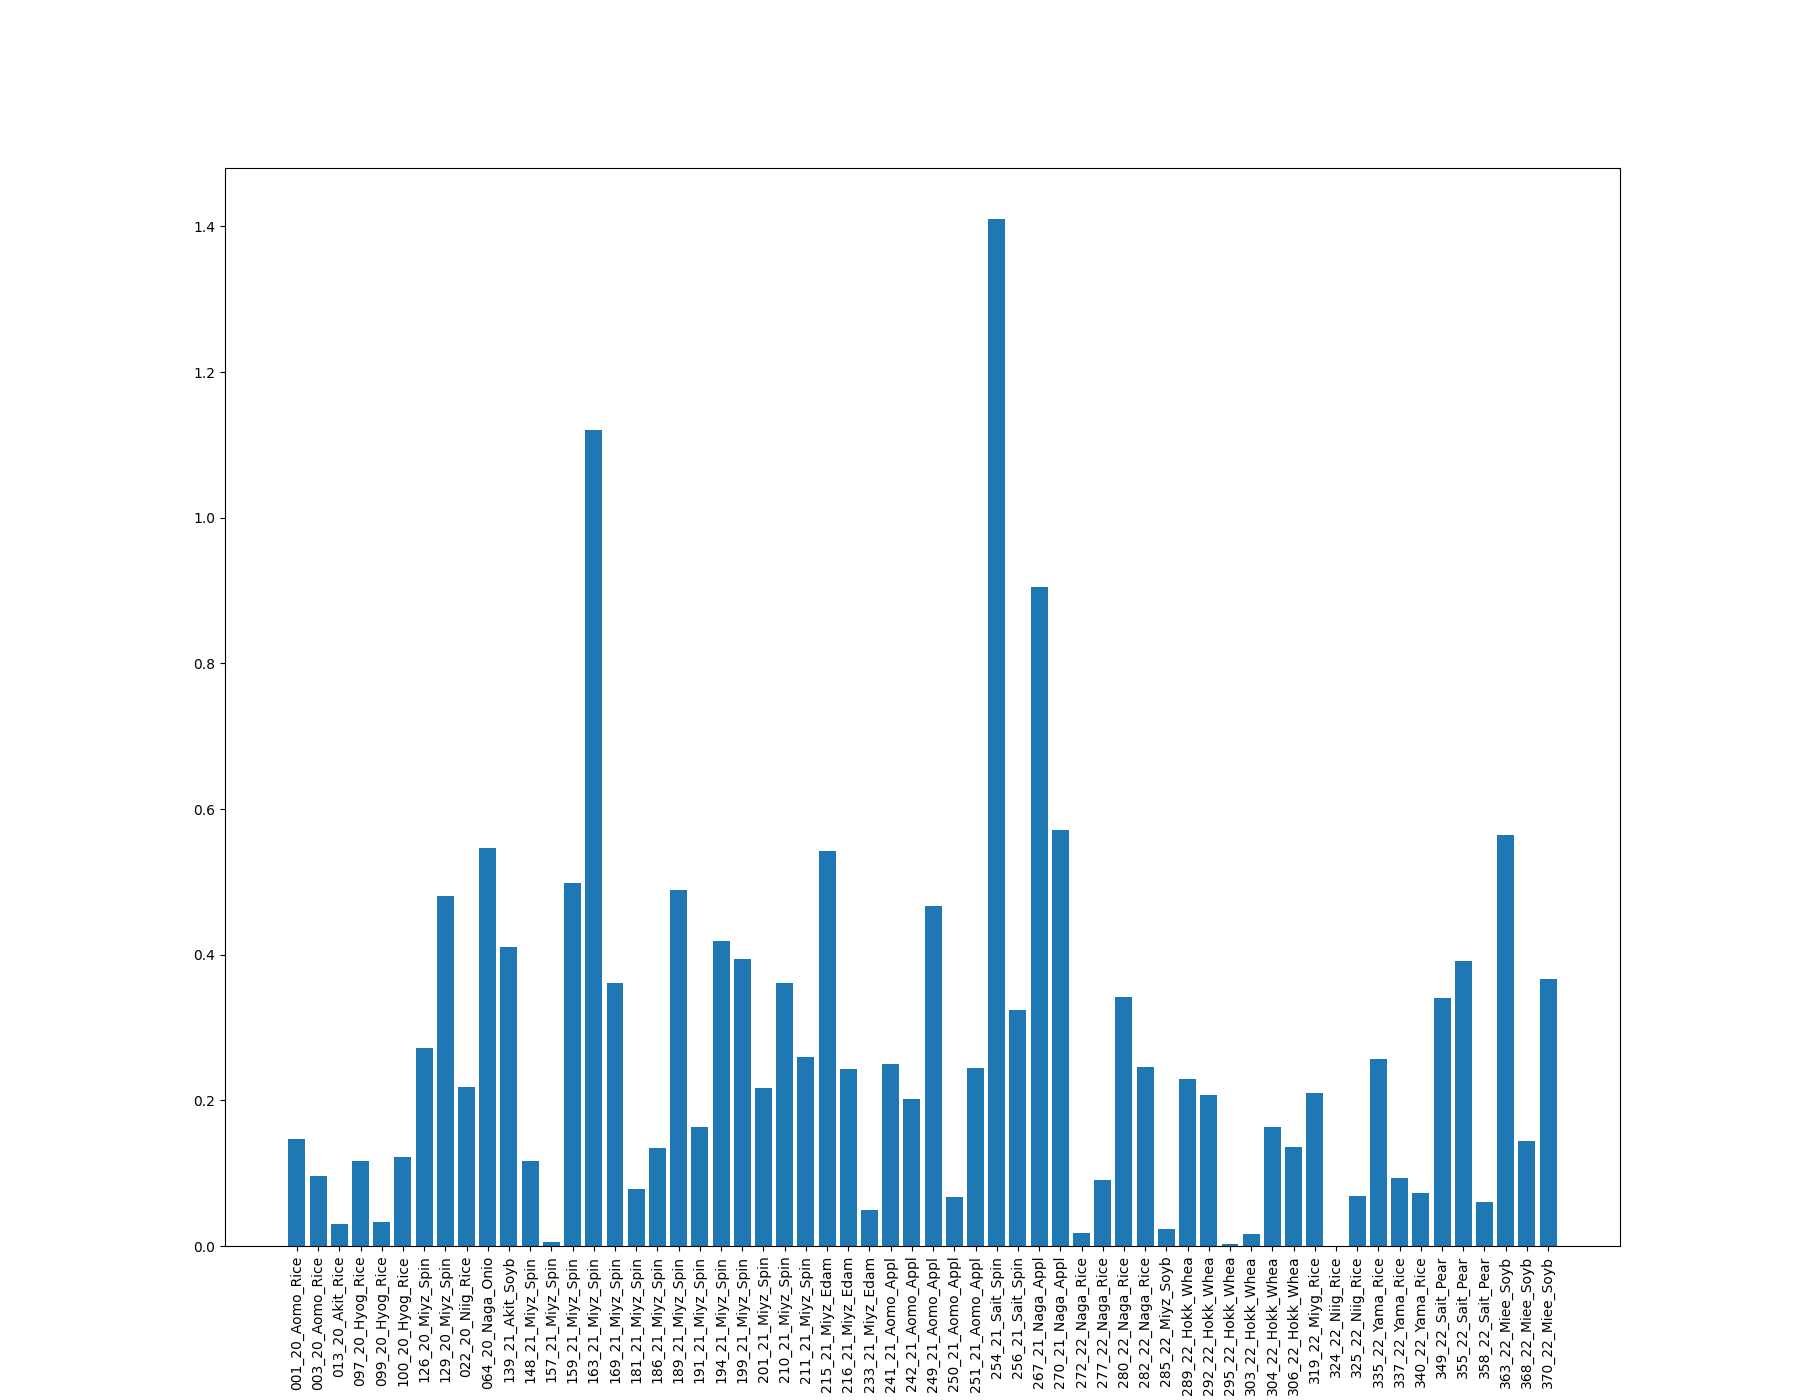 1.4
1.2
1.0
0.8
0.6
0.4
0.2
0.0
001_20_Aomo_Rice
003_20_Aomo_Rice
013_20_Akit_Rice
097_20_Hyog_Rice
099_20_Hyog_Rice
100_20_Hyog_Rice
126_20_Miyz_Spin
129_20_Miyz_Spin
022_20_Niig_Rice
064_20_Naga_Onio
139_21_Akit_Soyb
148_21_Miyz_Spin
157_21_Miyz_Spin
159_21_Miyz_Spin
163_21_Miyz_Spin
169_21_Miyz_Spin
181_21_Miyz_Spin
186_21_Miyz_Spin
189_21_Miyz_Spin
191_21_Miyz_Spin
194_21_Miyz_Spin
199_21_Miyz_Spin
201_21_Miyz_Spin
210_21_Miyz_Spin
211_21_Miyz_Spin
215_21_Miyz_Edam
216_21_Miyz_Edam
233_21_Miyz_Edam
241_21_Aomo_Appl
242_21_Aomo_Appl
249_21_Aomo_Appl
250_21_Aomo_Appl
251_21_Aomo_Appl
254_21_Sait_Spin
256_21_Sait_Spin
267_21_Naga_Appl
270_21_Naga_Appl
272_22_Naga_Rice
277_22_Naga_Rice
280_22_Naga_Rice
282_22_Naga_Rice
285_22_Miyz_Soyb
289_22_Hokk_Whea
292_22_Hokk_Whea
295_22_Hokk_Whea
303_22_Hokk_Whea
304_22_Hokk_Whea
306_22_Hokk_Whea
319_22_Miyg_Rice
324_22_Niig_Rice
325_22_Niig_Rice
335_22_Yama_Rice
337_22_Yama_Rice
340_22_Yama_Rice
349_22_Sait_Pear
355_22_Sait_Pear
358_22_Sait_Pear
363_22_Miee_Soyb
368_22_Miee_Soyb
370_22_Miee_Soyb